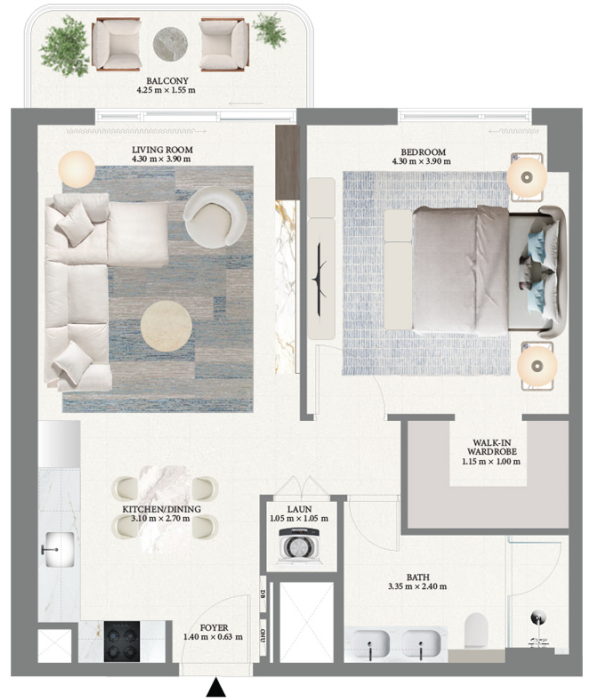 BALCONY
4.25 m × 1.55 m
LIVING ROOM
4.30 m × 3.90 m
BEDROOM
4.30 m × 3.90 m
WALK-IN
WARDROBE
1.15 m × 1.00 m
KITCHEN/DINING
3.10 m × 2.70 m
LAUN
1.05 m × 1.05 m
BATH
3.35 m × 2.40 m
DB
CHU
FOYER
1.40 m × 0.63 m